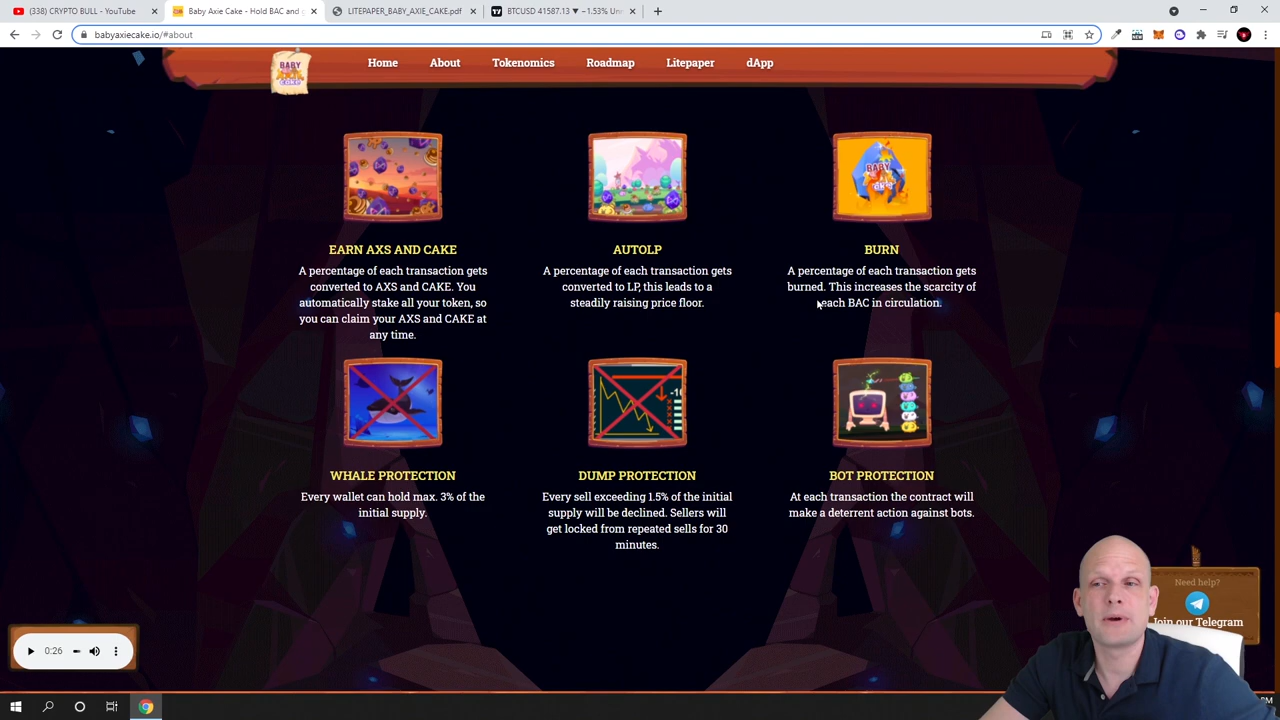 (338) CRYPTO BULL - YouTube
Baby Axie Cake - Hold BAC and g
LITEPAPER_BABY_AXIE_CAKE.pdf
BTCUSD 41587.13 ▼ −1.53% Un
babyaxiecake.io/#about
BABY
CAKE
Home
About
Tokenomics
Roadmap
Litepaper
dApp
BABY
EARN AXS AND CAKE
A percentage of each transaction gets
converted to AXS and CAKE. You
automatically stake all your token, so
you can claim your AXS and CAKE at
any time.
AUTOLP
A percentage of each transaction gets
converted to LP, this leads to a
steadily raising price floor.
BURN
A percentage of each transaction gets
burned. This increases the scarcity of
each BAC in circulation.
WHALE PROTECTION
Every wallet can hold max. 3% of the
initial supply.
DUMP PROTECTION
Every sell exceeding 1.5% of the initial
supply will be declined. Sellers will
get locked from repeated sells for 30
minutes.
BOT PROTECTION
At each transaction the contract will
make a deterrent action against bots.
Need help?
Join our Telegram
0:26